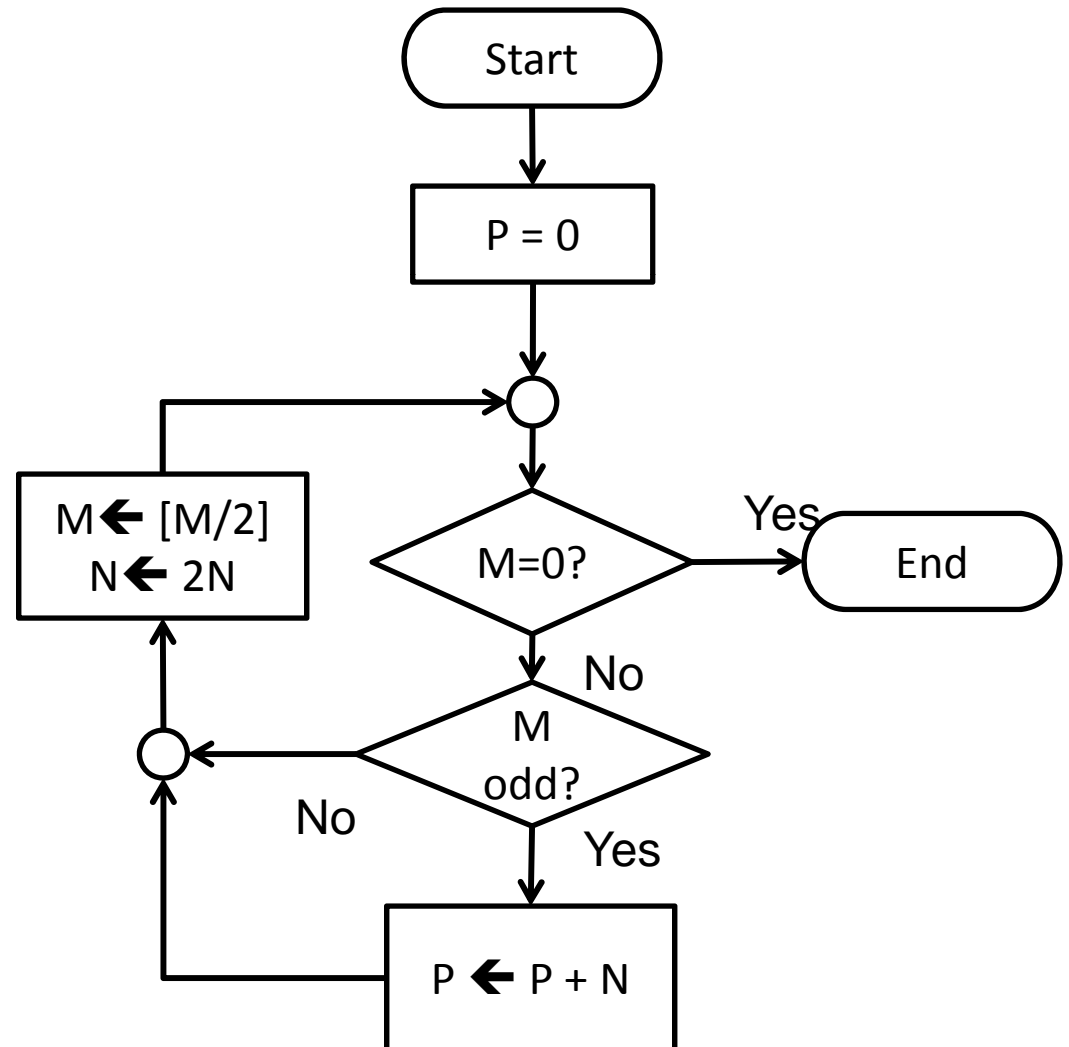 Start
P = 0
M🡸 [M/2]
N🡸 2N
M=0?
Yes
End
No
M
odd?
No
Yes
P 🡸 P + N